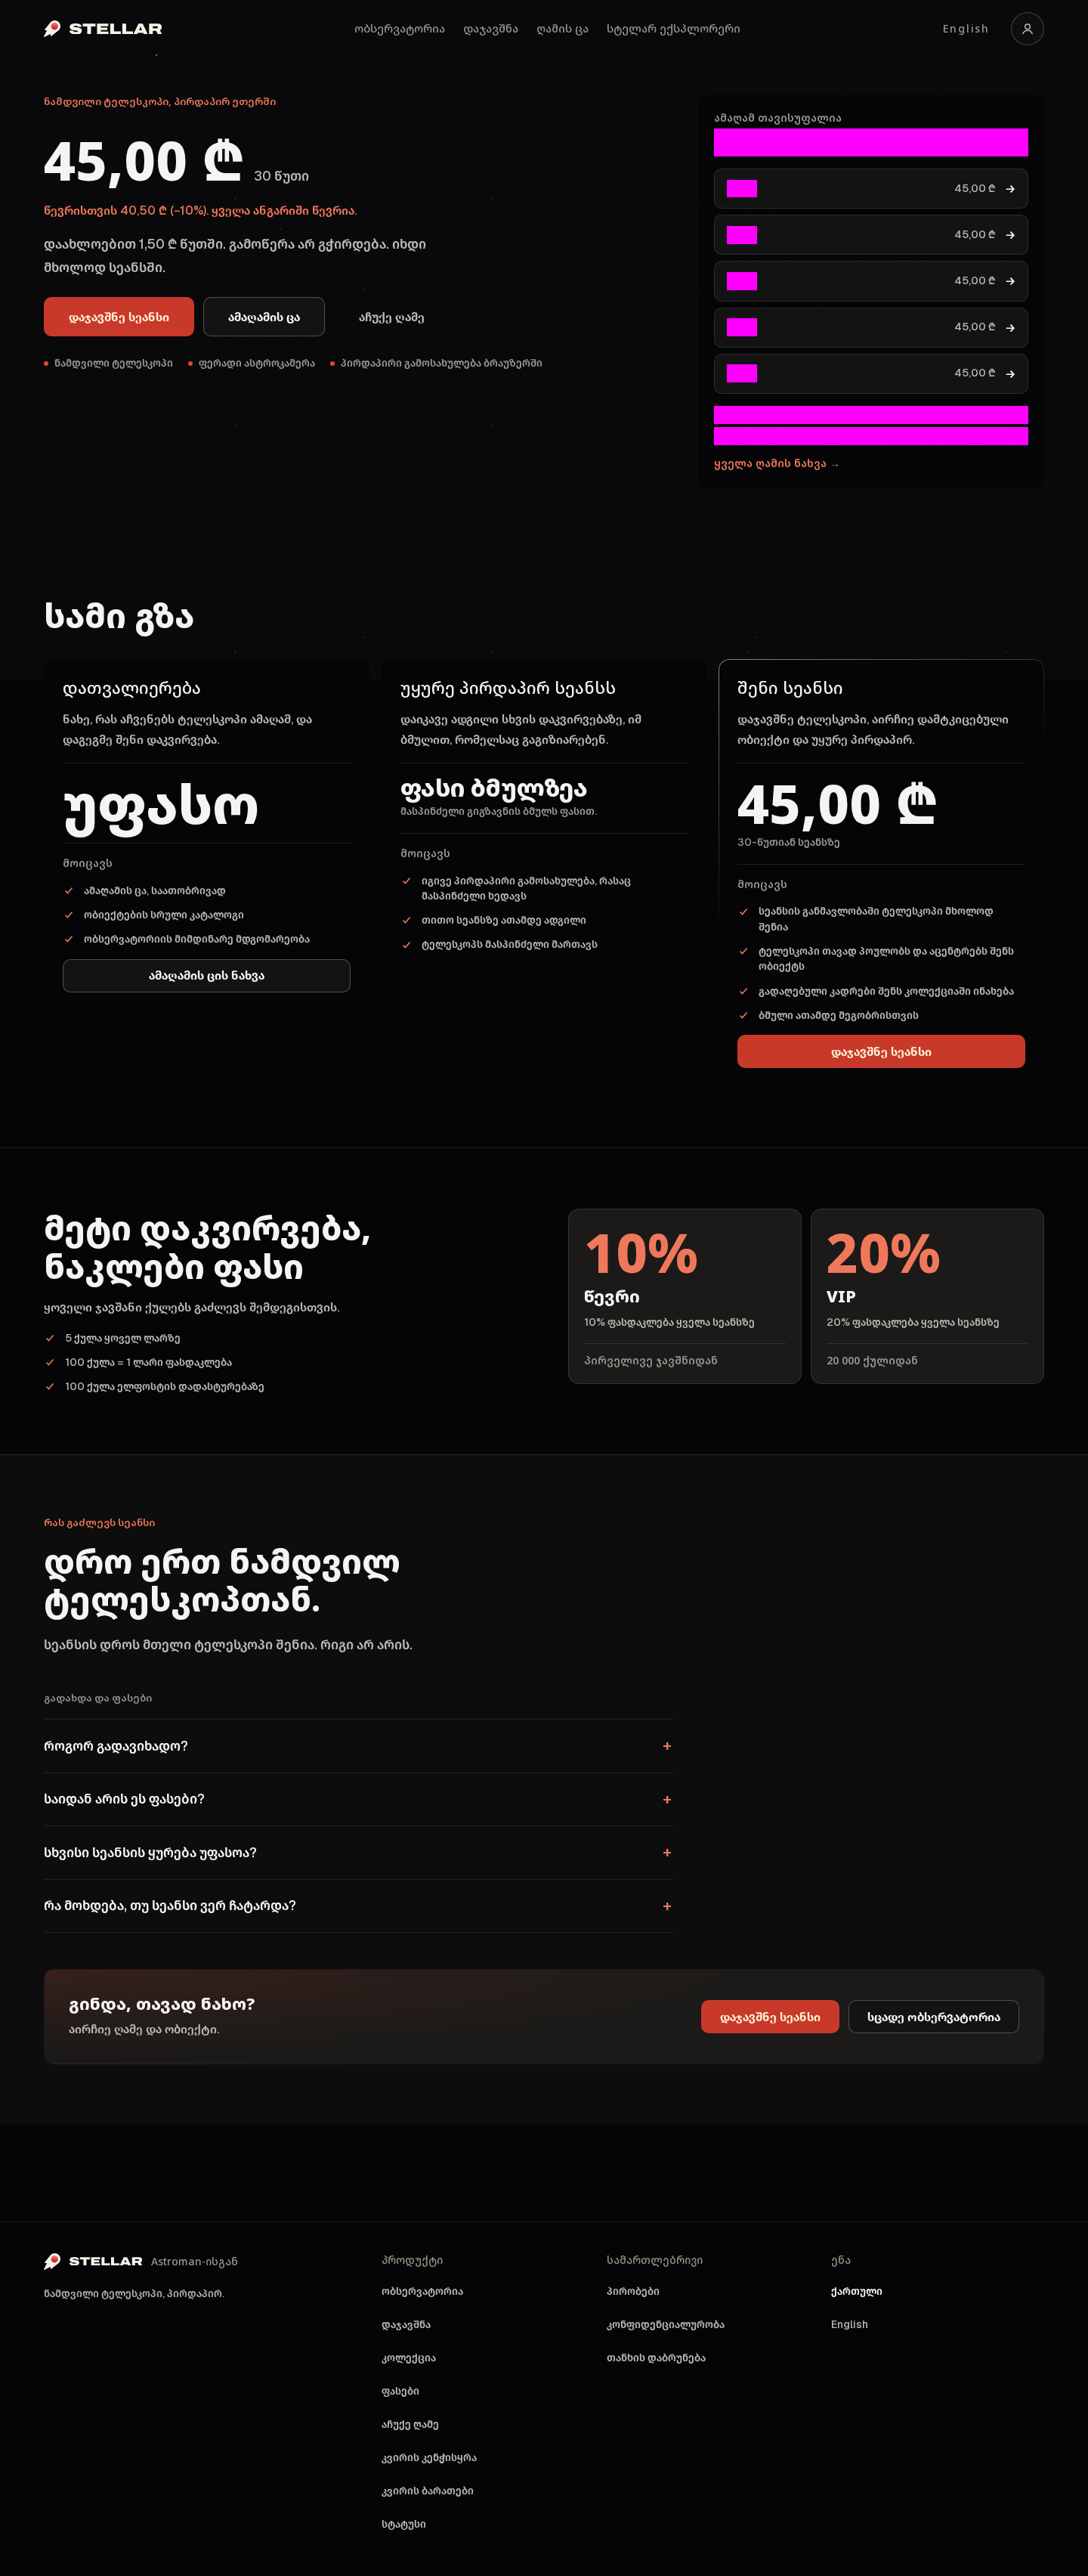 STELLAR
ობსერვატორია
დაჯავშნა
ღამის ცა
სტელარ ექსპლორერი
English
ნამდვილი ტელესკოპი, პირდაპირ ეთერში
45,00 ₾ 30 წუთი
წევრისთვის 40,50 ₾ (−10%). ყველა ანგარიში წევრია.
დაახლოებით 1,50 ₾ წუთში. გამოწერა არ გჭირდება. იხდი
მხოლოდ სეანსში.
დაჯავშნე სეანსი
ამაღამის ცა
აჩუქე ღამე
ნამდვილი ტელესკოპი
ფერადი ასტროკამერა
პირდაპირი გამოსახულება ბრაუზერში
ამაღამ თავისუფალია
45,00 ₾ →
45,00 ₾ →
45,00 ₾ →
45,00 ₾ →
45,00 ₾ →
ყველა ღამის ნახვა →
სამი გზა
დათვალიერება
ნახე, რას აჩვენებს ტელესკოპი ამაღამ, და
დაგეგმე შენი დაკვირვება.
უფასო
მოიცავს
ამაღამის ცა, საათობრივად
ობიექტების სრული კატალოგი
ობსერვატორიის მიმდინარე მდგომარეობა
ამაღამის ცის ნახვა
უყურე პირდაპირ სეანსს
დაიკავე ადგილი სხვის დაკვირვებაზე, იმ
ბმულით, რომელსაც გაგიზიარებენ.
ფასი ბმულზეა
მასპინძელი გიგზავნის ბმულს ფასით.
მოიცავს
იგივე პირდაპირი გამოსახულება, რასაც
მასპინძელი ხედავს
თითო სეანსზე ათამდე ადგილი
ტელესკოპს მასპინძელი მართავს
შენი სეანსი
დაჯავშნე ტელესკოპი, აირჩიე დამტკიცებული
ობიექტი და უყურე პირდაპირ.
45,00 ₾
30-წუთიან სეანსზე
მოიცავს
სეანსის განმავლობაში ტელესკოპი მხოლოდ
შენია
ტელესკოპი თავად პოულობს და აცენტრებს შენს
ობიექტს
გადაღებული კადრები შენს კოლექციაში ინახება
ბმული ათამდე მეგობრისთვის
დაჯავშნე სეანსი
მეტი დაკვირვება,
ნაკლები ფასი
ყოველი ჯავშანი ქულებს გაძლევს შემდეგისთვის.
5 ქულა ყოველ ლარზე
100 ქულა = 1 ლარი ფასდაკლება
100 ქულა ელფოსტის დადასტურებაზე
10%
წევრი
10% ფასდაკლება ყველა სეანსზე
პირველივე ჯავშნიდან
20%
VIP
20% ფასდაკლება ყველა სეანსზე
20 000 ქულიდან
რას გაძლევს სეანსი
დრო ერთ ნამდვილ
ტელესკოპთან.
სეანსის დროს მთელი ტელესკოპი შენია. რიგი არ არის.
გადახდა და ფასები
როგორ გადავიხადო? +
საიდან არის ეს ფასები? +
სხვისი სეანსის ყურება უფასოა? +
რა მოხდება, თუ სეანსი ვერ ჩატარდა? +
გინდა, თავად ნახო?
აირჩიე ღამე და ობიექტი.
დაჯავშნე სეანსი
სცადე ობსერვატორია
STELLAR Astroman-ისგან
ნამდვილი ტელესკოპი, პირდაპირ.
პროდუქტი
ობსერვატორია
დაჯავშნა
კოლექცია
ფასები
აჩუქე ღამე
კვირის კენჭისყრა
კვირის ბარათები
სტატუსი
სამართლებრივი
პირობები
კონფიდენციალურობა
თანხის დაბრუნება
ენა
ქართული
English